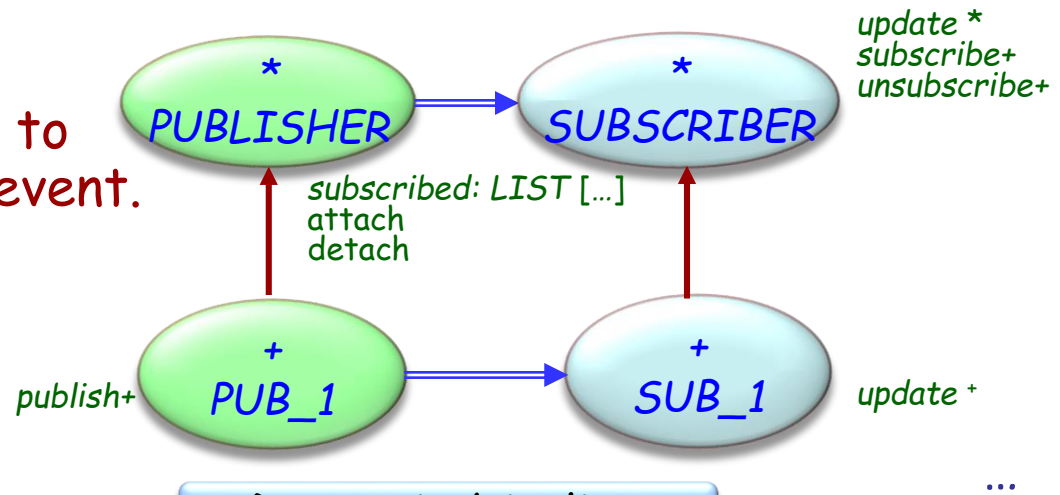 update *
subscribe+
unsubscribe+
*
PUBLISHER
*
SUBSCRIBER
to
event.
subscribed: LIST […]
attach
detach
publish+
+
PUB_1
+
SUB_1
update +
…